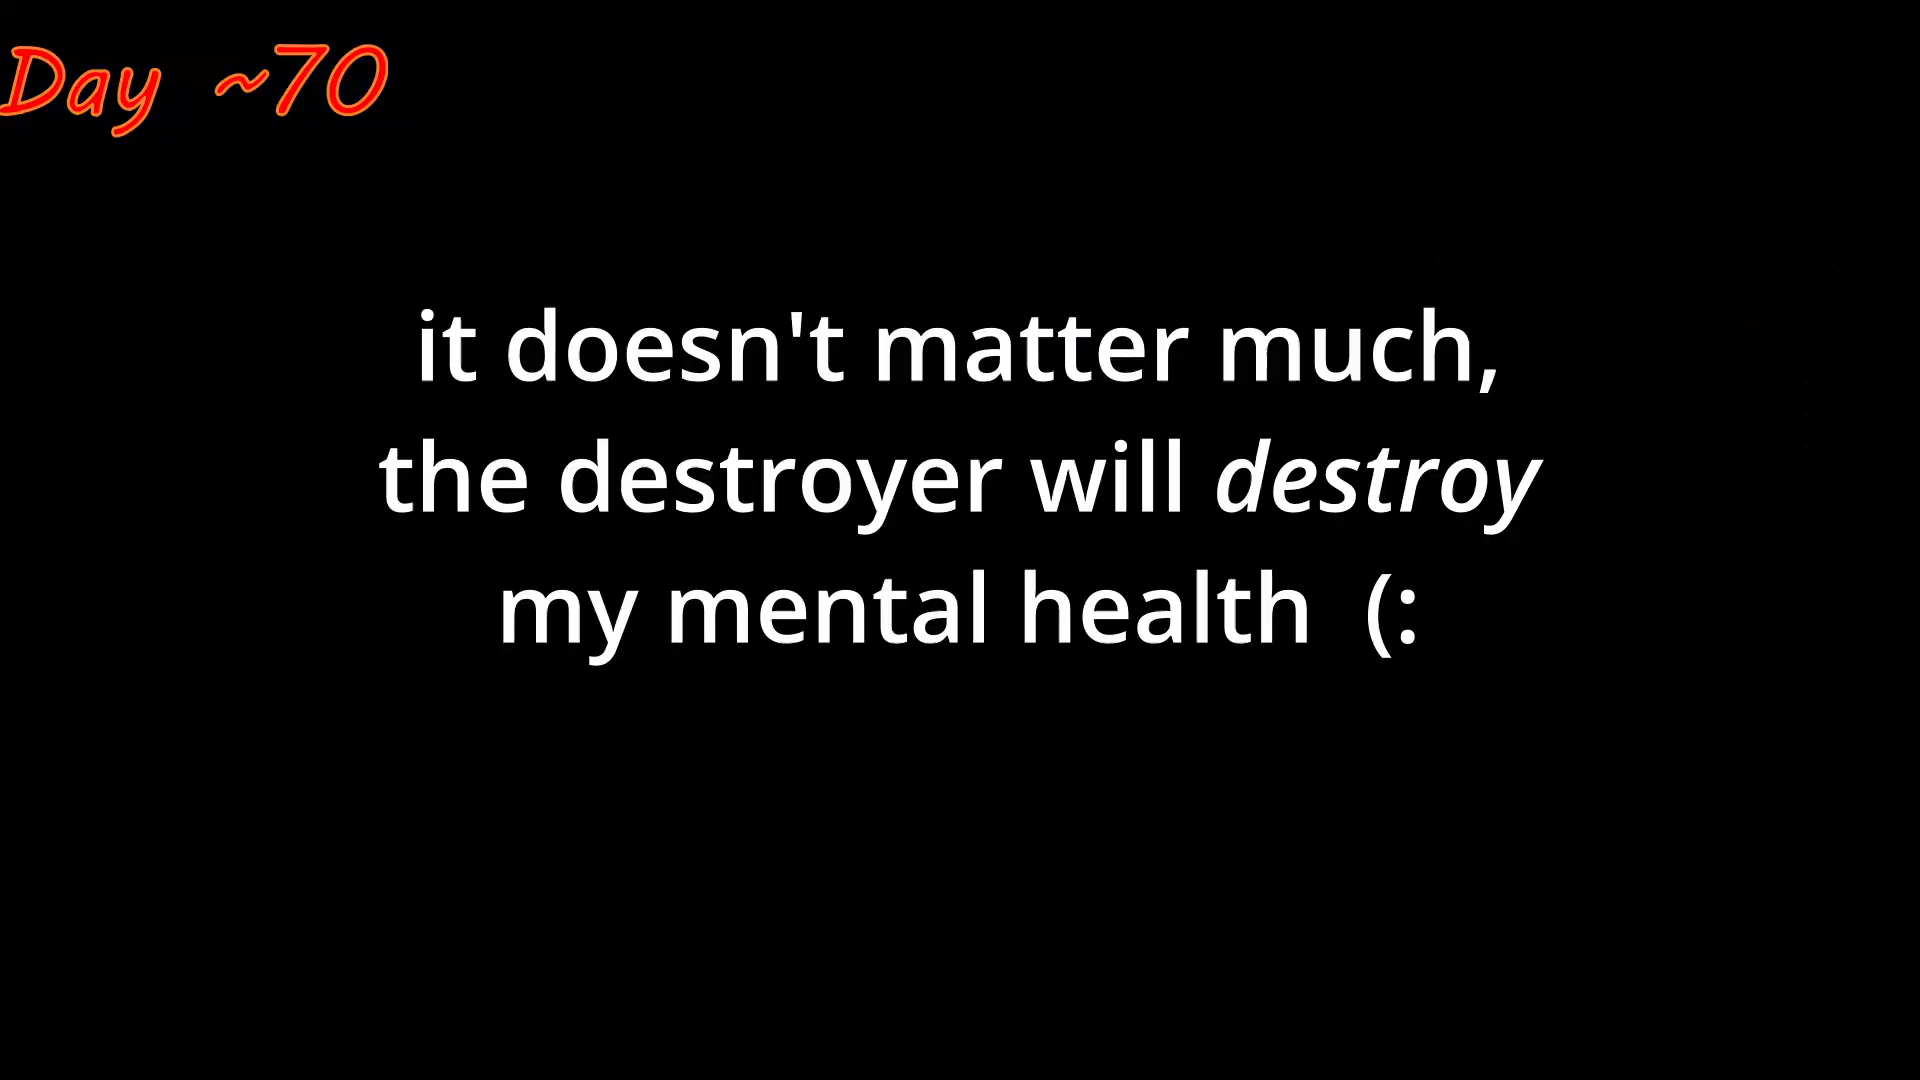 Day ~70
it doesn't matter much,
the destroyer will destroy
my mental health  (: